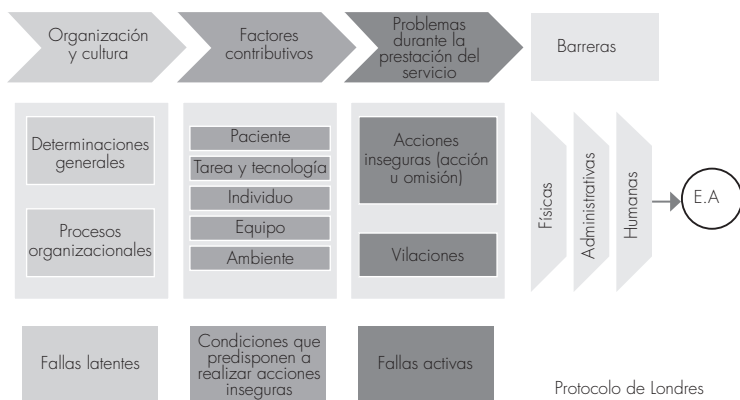 Organización
y cultura
Factores
contributivos
Problemas
durante la
prestación del
servicio
Barreras
Determinaciones
generales
Procesos
organizacionales
Paciente
Tarea y tecnología
Individuo
Equipo
Ambiente
Acciones
inseguras (acción
u omisión)
Vilaciones
Físicas
Administrativas
Humanas
E.A
Fallas latentes
Condiciones que
predisponen a
realizar acciones
inseguras
Fallas activas
Protocolo de Londres